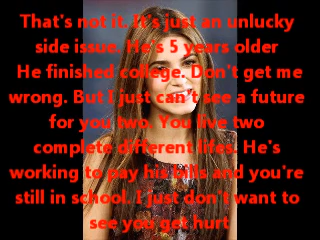 That's not it. It's just an unlucky
side issue. He's 5 years older
He finished college. Don't get me
wrong. But I just can't see a future
for you two. You live two
complete different lifes. He's
working to pay his bills and you're
still in school. I just don't want to
see you get hurt